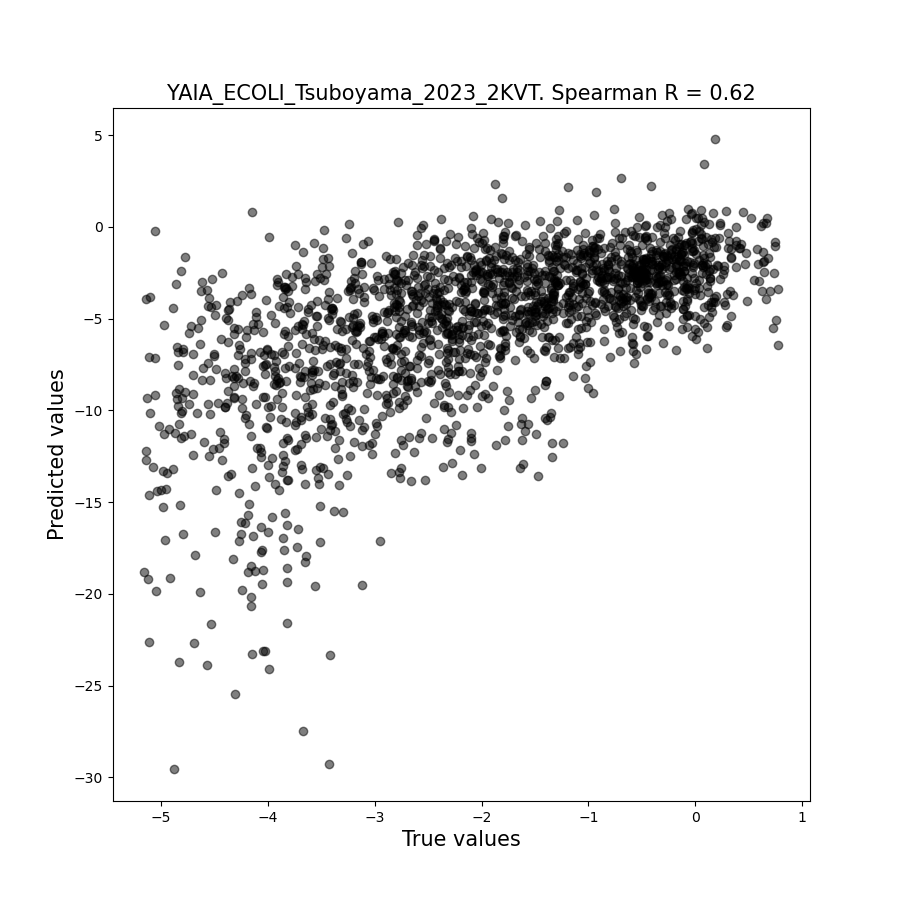 YAIA_ECOLI_Tsuboyama_2023_2KVT. Spearman R = 0.62
5
0
−5
−10
−15
−20
−25
−30
Predicted values
−5 −4 −3 −2 −1 0 1
True values